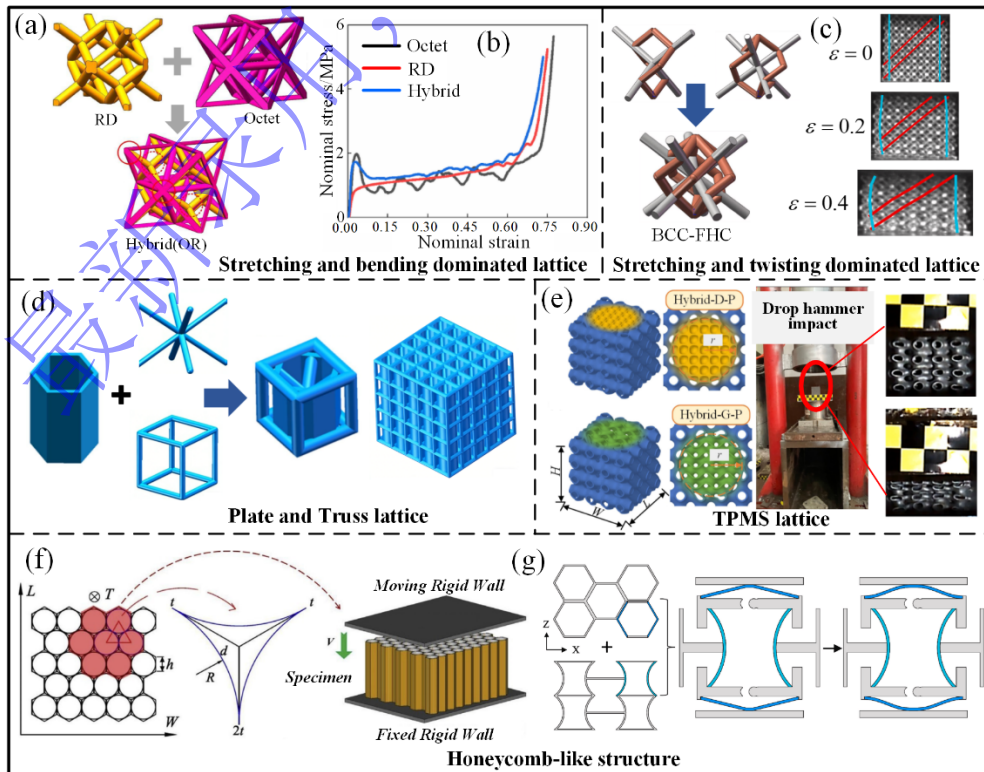 (a)
RD
Octet
Hybrid(OR)
(b)
Nominal stress/MPa
6
4
2
0
0.00 0.15 0.30 0.45 0.60 0.75 0.90
Nominal strain
Octet
RD
Hybrid
Stretching and bending dominated lattice
(c)
ε = 0
ε = 0.2
ε = 0.4
BCC-FHC
Stretching and twisting dominated lattice
(d)
Plate and Truss lattice
(e)
Hybrid-D-P
r
Hybrid-G-P
r
H
W
L
Drop hammer
impact
TPMS lattice
(f)
L
⊗ T
h
W
t
t
d
R
2t
Moving Rigid Wall
v
Specimen
Fixed Rigid Wall
(g)
z
x
Honeycomb-like structure